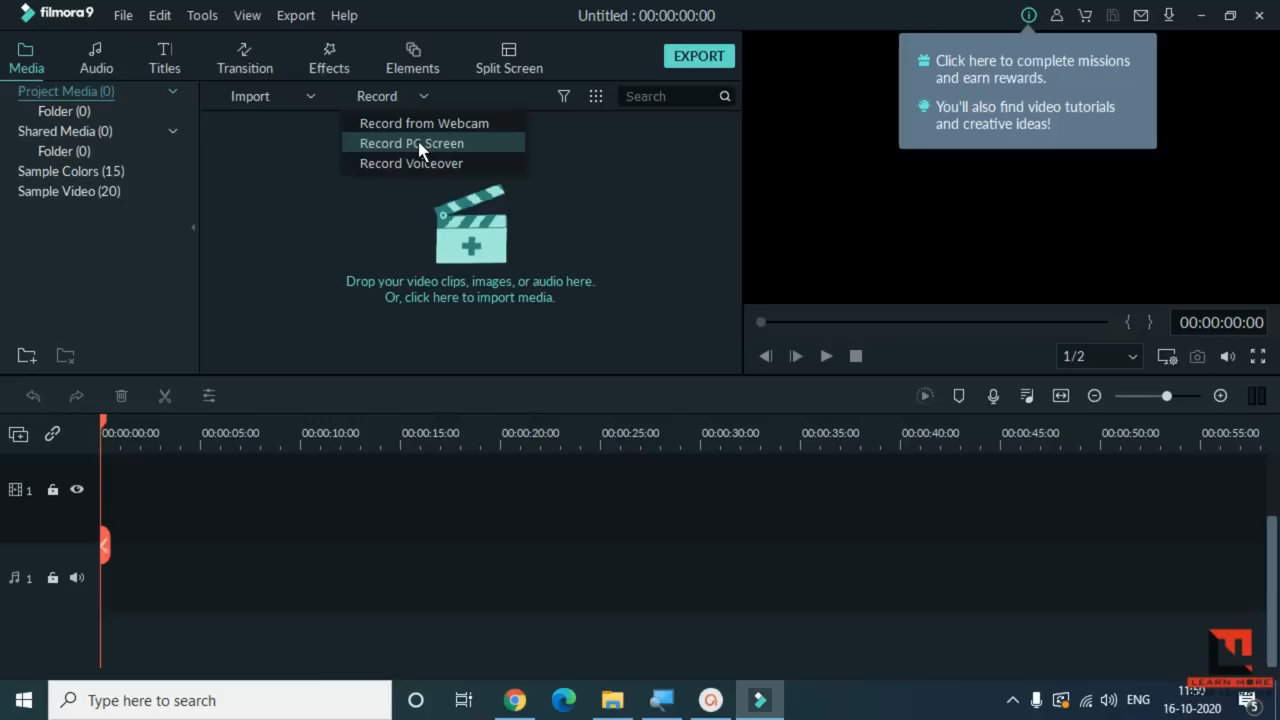 filmora9 File Edit Tools View Export Help Untitled : 00:00:00:00
Media Audio Titles Transition Effects Elements Split Screen EXPORT
Click here to complete missions
and earn rewards.
You'll also find video tutorials
and creative ideas!
Project Media (0)
Folder (0)
Shared Media (0)
Folder (0)
Sample Colors (15)
Sample Video (20)
Import Record Search
Record from Webcam
Record PC Screen
Record Voiceover
Drop your video clips, images, or audio here.
Or, click here to import media.
{ } 00:00:00:00
1/2
00:00:00:00 00:00:05:00 00:00:10:00 00:00:15:00 00:00:20:00 00:00:25:00 00:00:30:00 00:00:35:00 00:00:40:00 00:00:45:00 00:00:50:00 00:00:55:00
1
1
LEARN MORE
Type here to search
ENG
16-10-2020
5